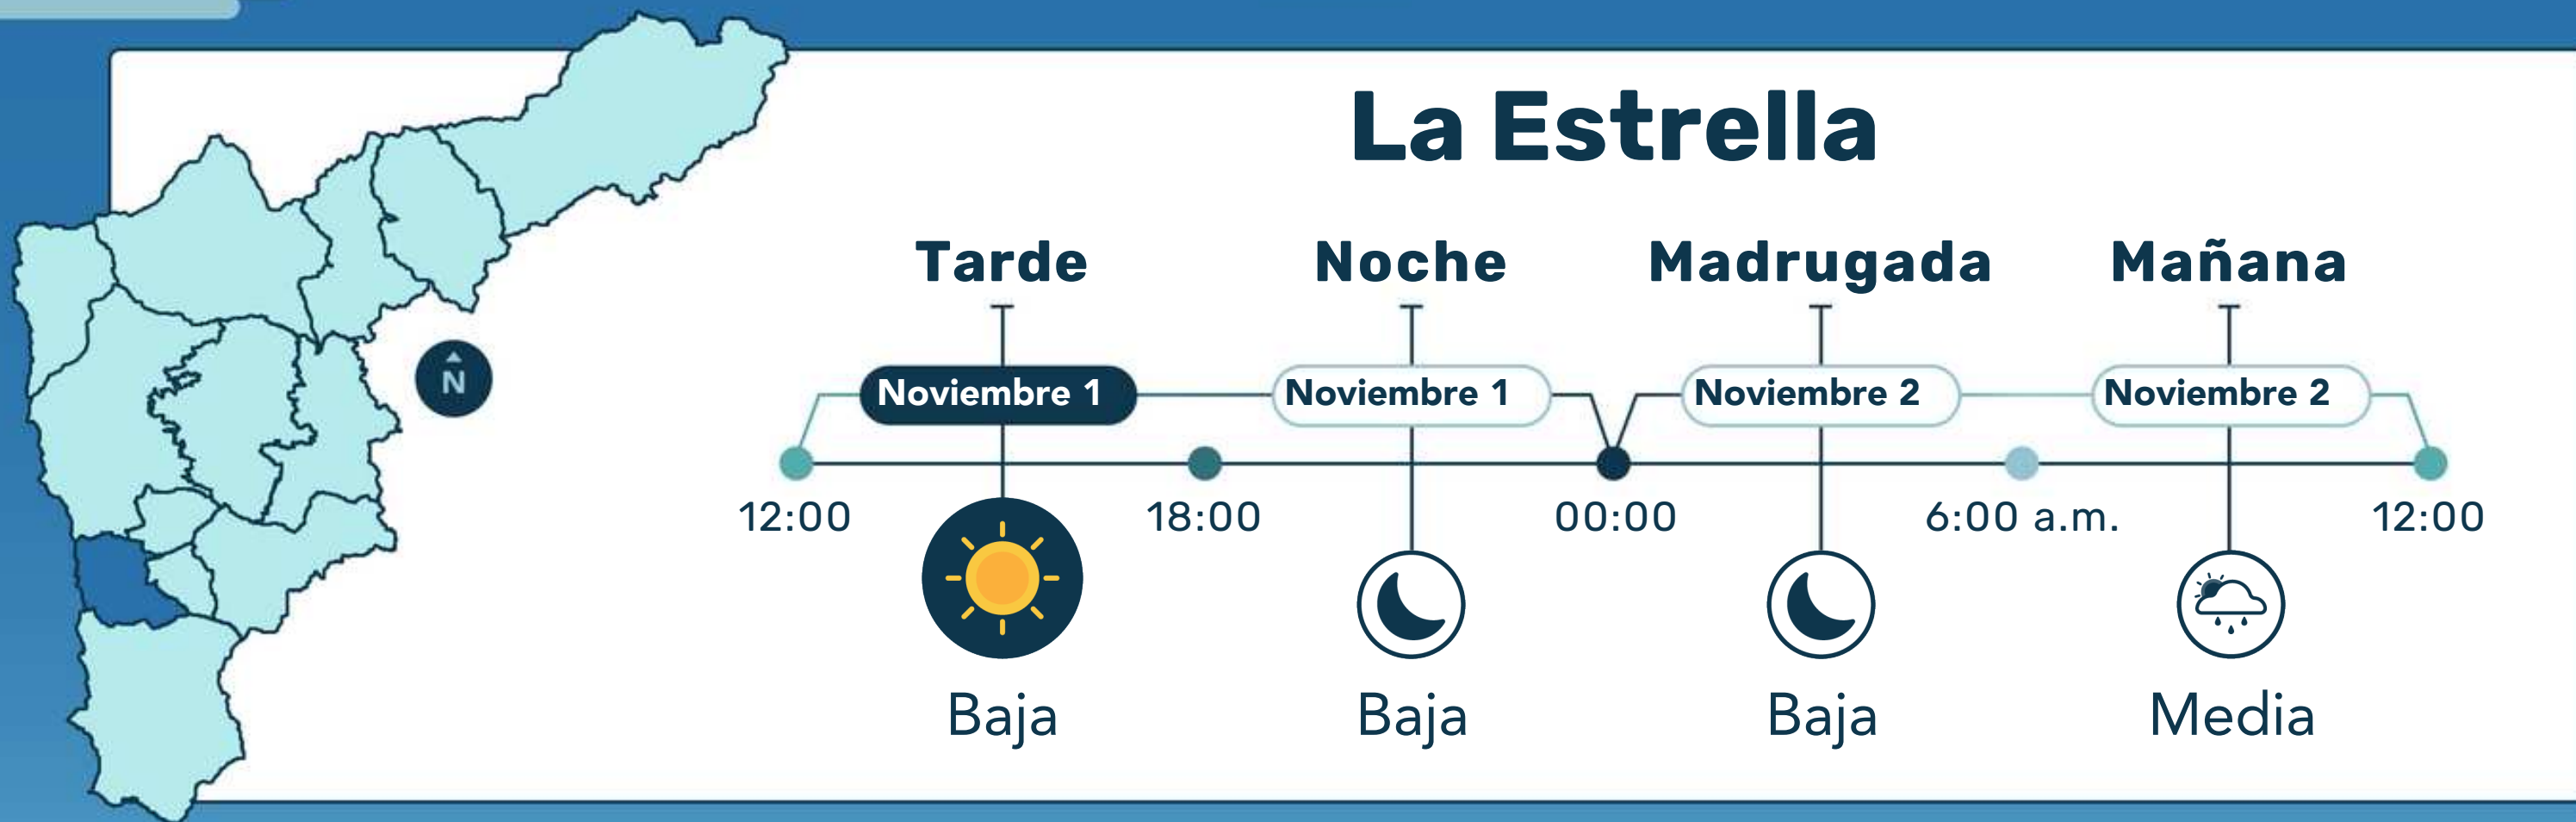 La Estrella
Tarde Noche Madrugada Mañana
N
Noviembre 1 Noviembre 1 Noviembre 2 Noviembre 2
12:00 18:00 00:00 6:00 a.m. 12:00
Baja Baja Baja Media